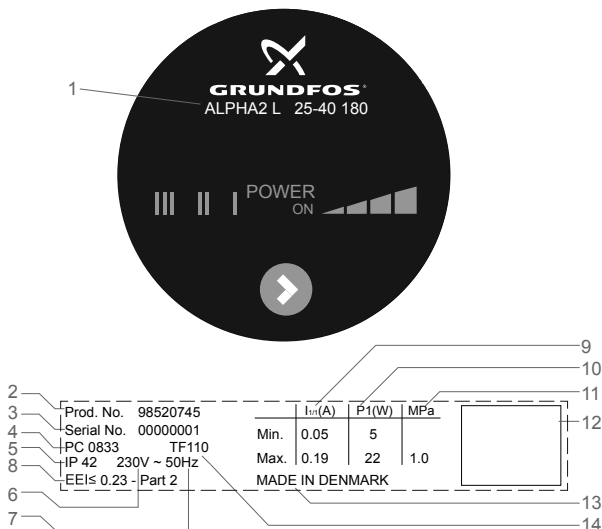 GRUNDFOS
1
ALPHA2 L 25-40 180
POWER
ON
9
10
11
12
13
14
2
3
4
5
8
6
7
Prod. No. 98520745
Serial No. 00000001
PC 0833 TF110
IP 42 230V ~ 50Hz
EEI≤ 0.23 - Part 2
I1/1(A) P1(W) MPa
Min. 0.05 5
Max. 0.19 22 1.0
MADE IN DENMARK